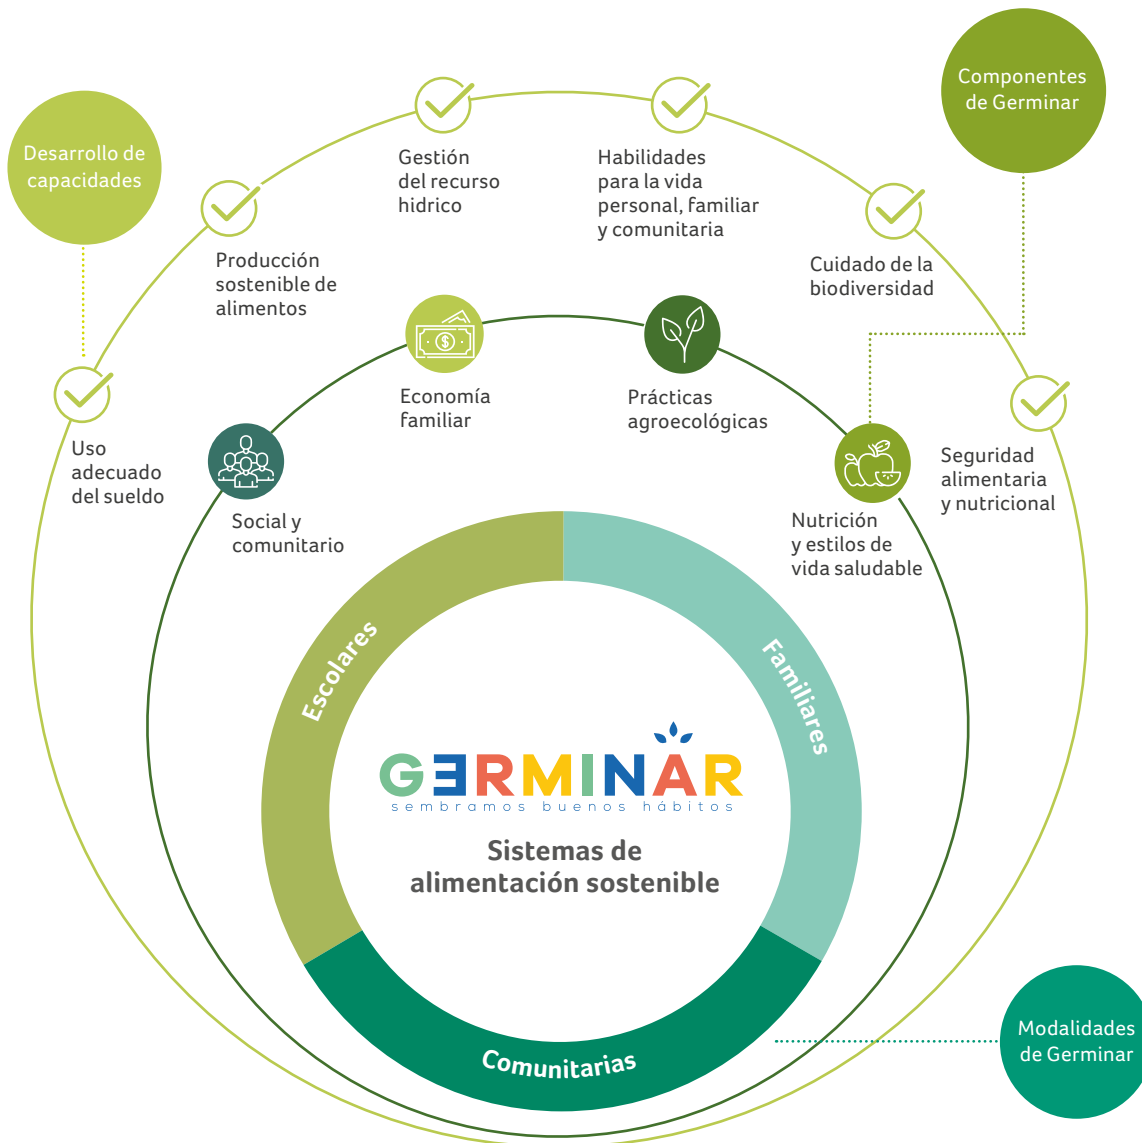 Componentes
de Germinar
Desarrollo de
capacidades
Gestión
del recurso
hidrico
Habilidades
para la vida
personal, familiar
y comunitaria
Producción
sostenible de
alimentos
Cuidado de la
biodiversidad
Uso
adecuado
del sueldo
Economía
familiar
Prácticas
agroecológicas
Seguridad
alimentaria
y nutricional
Social y
comunitario
Nutrición
y estilos de
vida saludable
Escolares
Familiares
GERMINAR
sembramos buenos hábitos
Sistemas de
alimentación sostenible
Comunitarias
Modalidades
de Germinar